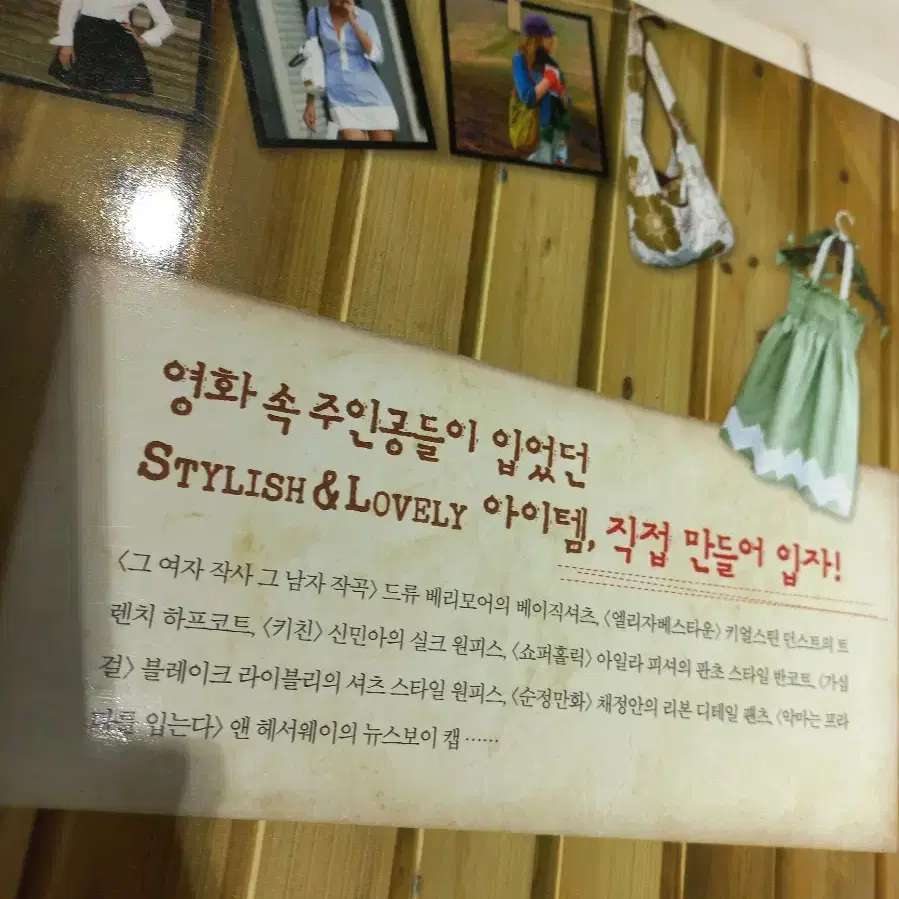 영화 속 주인공들이 입었던
STYLISH & LOVELY 아이템, 직접 만들어 입자!
〈그 여자 작사 그 남자 작곡〉 드류 베리모어의 베이직셔츠, 〈엘리자베스타운〉 키얼스틴 던스트의 트
렌치 하프코트, 〈키친〉 신민아의 실크 원피스, 〈쇼퍼홀릭〉 아일라 피셔의 판초 스타일 반코트, 〈가십
걸〉 블레이크 라이블리의 셔츠 스타일 원피스, 〈순정만화〉 채정안의 리본 디테일 팬츠, 〈악마는 프라
다를 입는다〉 앤 헤서웨이의 뉴스보이 캡……